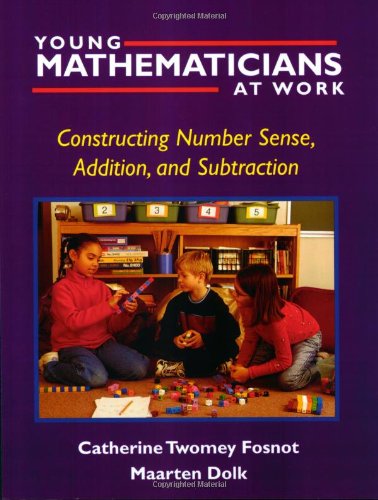 YOUNG
MATHEMATICIANS
AT WORK
Constructing Number Sense,
Addition, and Subtraction
2
3
4
5
Catherine Twomey Fosnot
Maarten Dolk